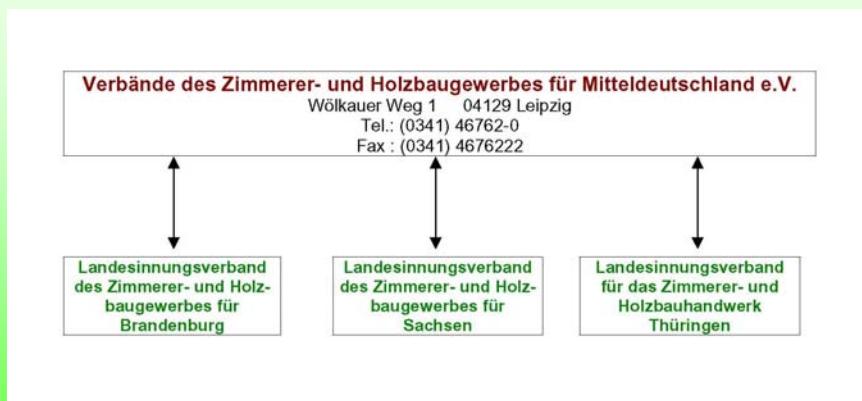 Verbände des Zimmerer- und Holzbaugewerbes für Mitteldeutschland e.V.
Wölkauer Weg 1 04129 Leipzig
Tel.: (0341) 46762-0
Fax : (0341) 4676222
Landesinnungsverband
des Zimmerer- und Holz-
baugewerbes für
Brandenburg
Landesinnungsverband
des Zimmerer- und Holz-
baugewerbes für
Sachsen
Landesinnungsverband
für das Zimmerer- und
Holzbauhandwerk
Thüringen